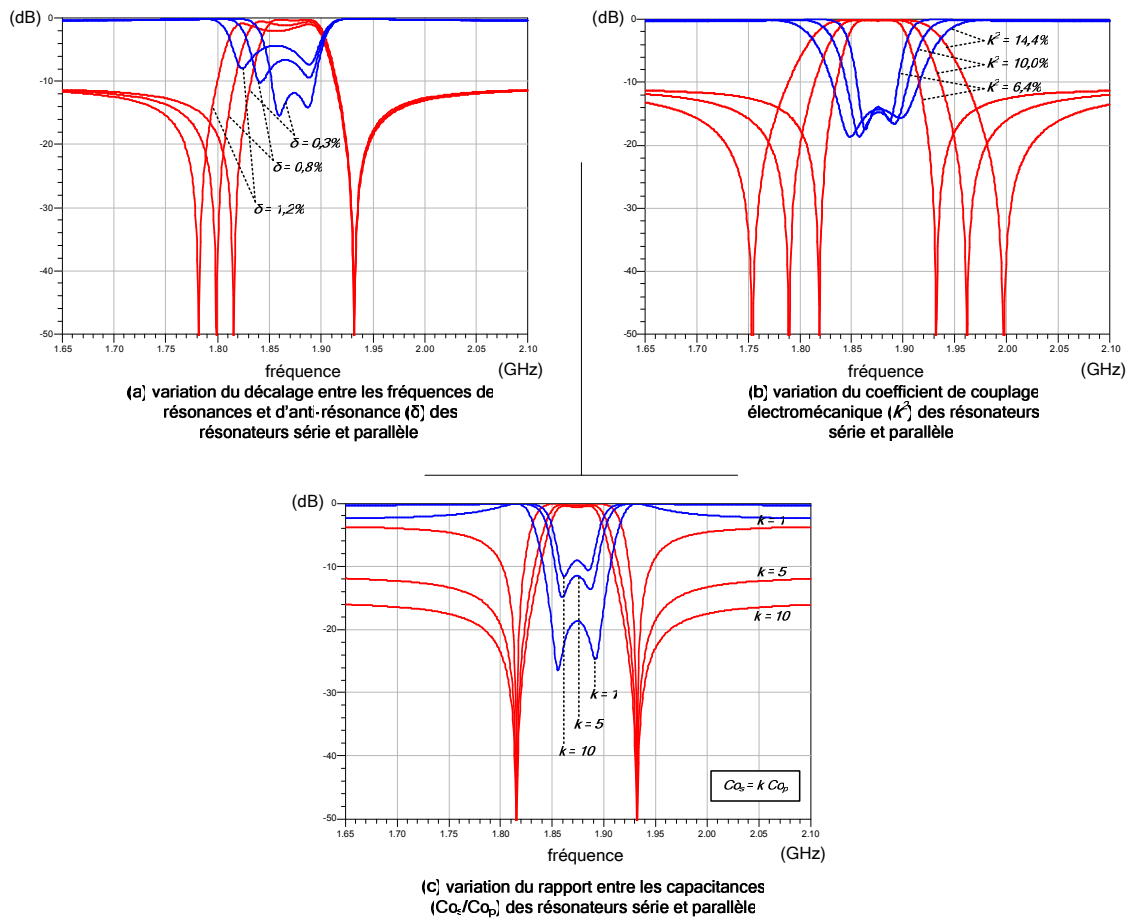 (dB)
0
-10
-20
-30
-40
-50
δ = 0,3%
δ = 0,8%
δ = 1,2%
1.65 1.70 1.75 1.80 1.85 1.90 1.95 2.00 2.05 2.10
fréquence (GHz)
(a) variation du décalage entre les fréquences de
résonances et d'anti-résonance (δ) des
résonateurs série et parallèle
(dB)
0
-10
-20
-30
-40
-50
K² = 14,4%
K² = 10,0%
K² = 6,4%
1.65 1.70 1.75 1.80 1.85 1.90 1.95 2.00 2.05 2.10
fréquence (GHz)
(b) variation du coefficient de couplage
électromécanique (K²) des résonateurs
série et parallèle
(dB)
0
-10
-20
-30
-40
-50
k = 1
k = 5
k = 10
k = 1
k = 5
k = 10
Co_s = k Co_p
1.65 1.70 1.75 1.80 1.85 1.90 1.95 2.00 2.05 2.10
fréquence (GHz)
(c) variation du rapport entre les capacitances
(Co_s/Co_p) des résonateurs série et parallèle